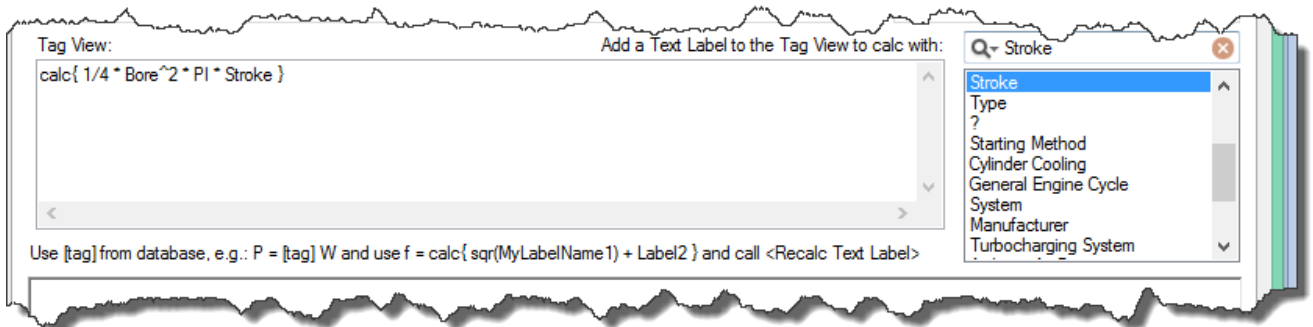 Tag View:
Add a Text Label to the Tag View to calc with:
Stroke
calc{ 1/4 * Bore^2 * PI * Stroke }
Stroke
Type
?
Starting Method
Cylinder Cooling
General Engine Cycle
System
Manufacturer
Turbocharging System
Use [tag] from database, e.g.: P = [tag] W and use f = calc{ sqr(MyLabelName1) + Label2 } and call <Recalc Text Label>